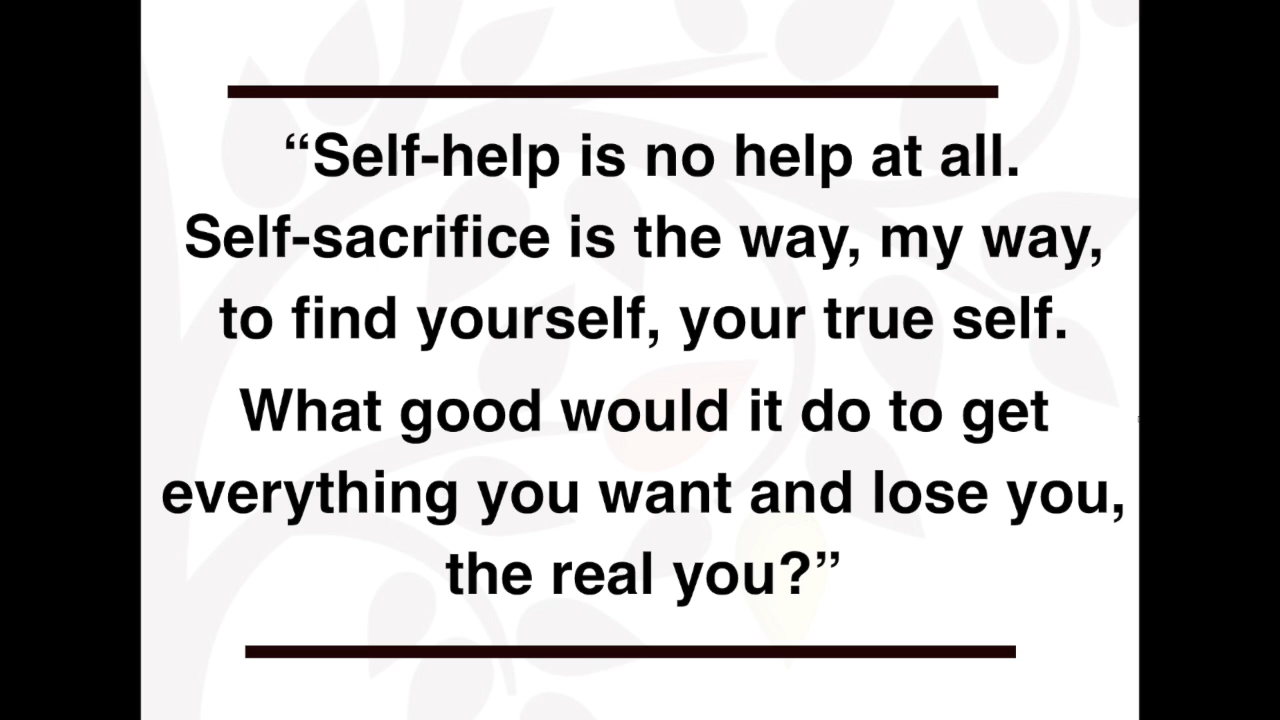 “Self-help is no help at all.
Self-sacrifice is the way, my way,
to find yourself, your true self.
What good would it do to get
everything you want and lose you,
the real you?”